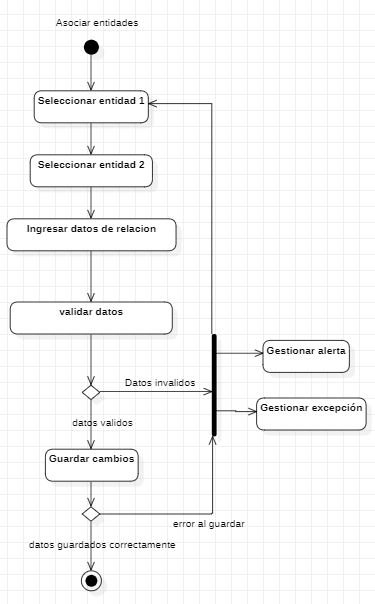 Asociar entidades
Seleccionar entidad 1
Seleccionar entidad 2
Ingresar datos de relacion
validar datos
Gestionar alerta
Datos invalidos
Gestionar excepción
datos validos
Guardar cambios
error al guardar
datos guardados correctamente